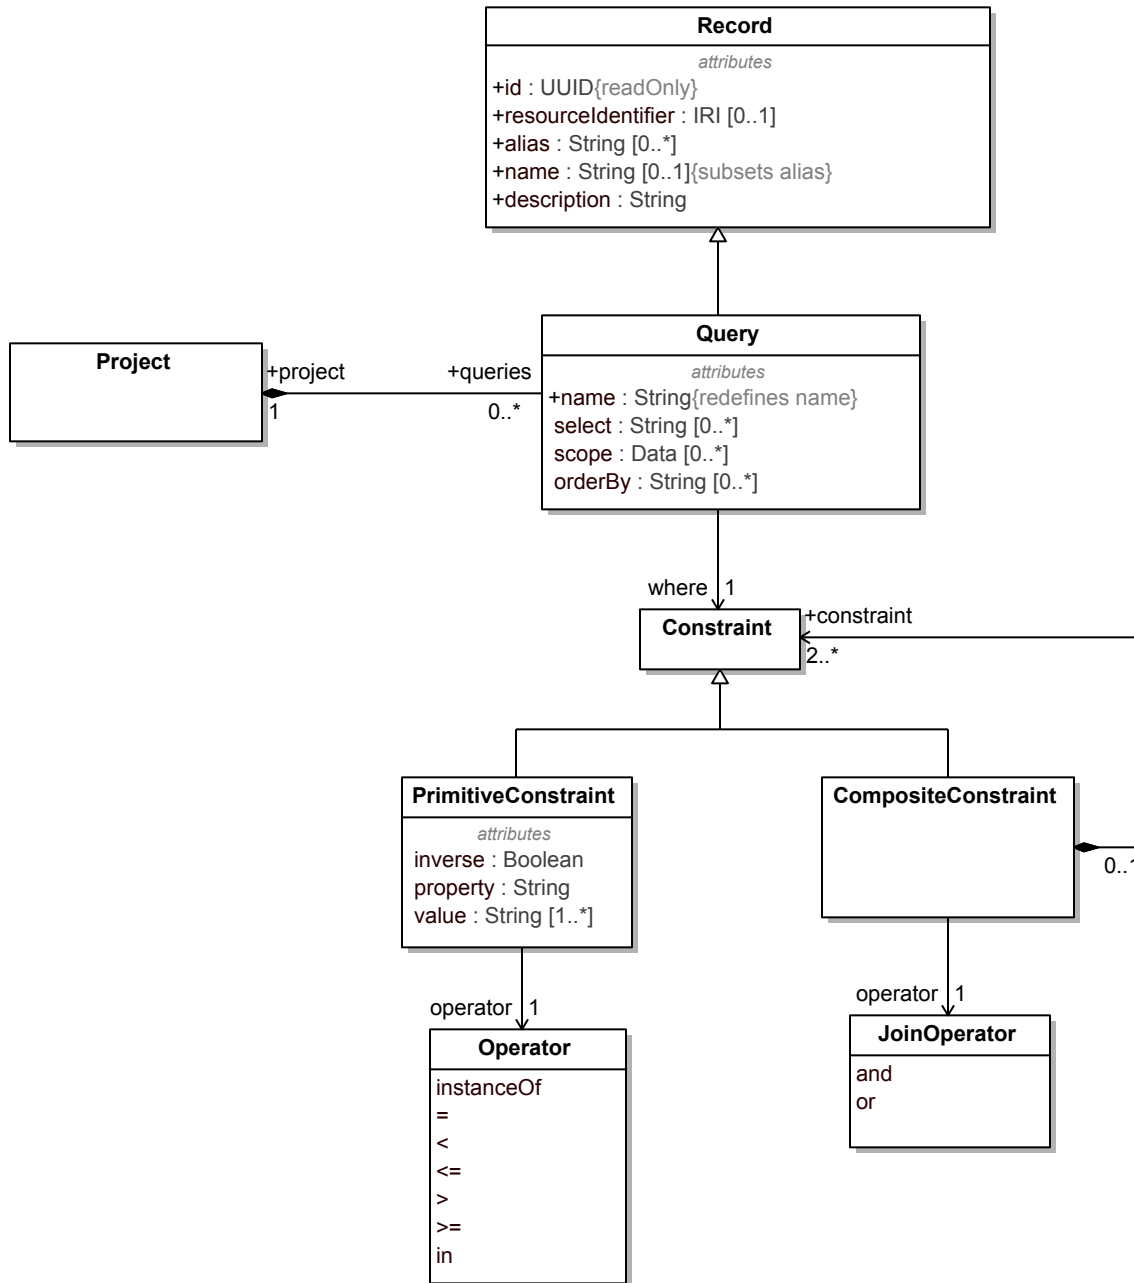 Record
attributes
+id : UUID{readOnly}
+resourceIdentifier : IRI [0..1]
+alias : String [0..*]
+name : String [0..1]{subsets alias}
+description : String
Project
+project
1
+queries
0..*
Query
attributes
+name : String{redefines name}
select : String [0..*]
scope : Data [0..*]
orderBy : String [0..*]
where 1
Constraint
+constraint
2..*
PrimitiveConstraint
attributes
inverse : Boolean
property : String
value : String [1..*]
CompositeConstraint
0..1
operator 1
operator 1
Operator
instanceOf
=
<
<=
>
>=
in
JoinOperator
and
or